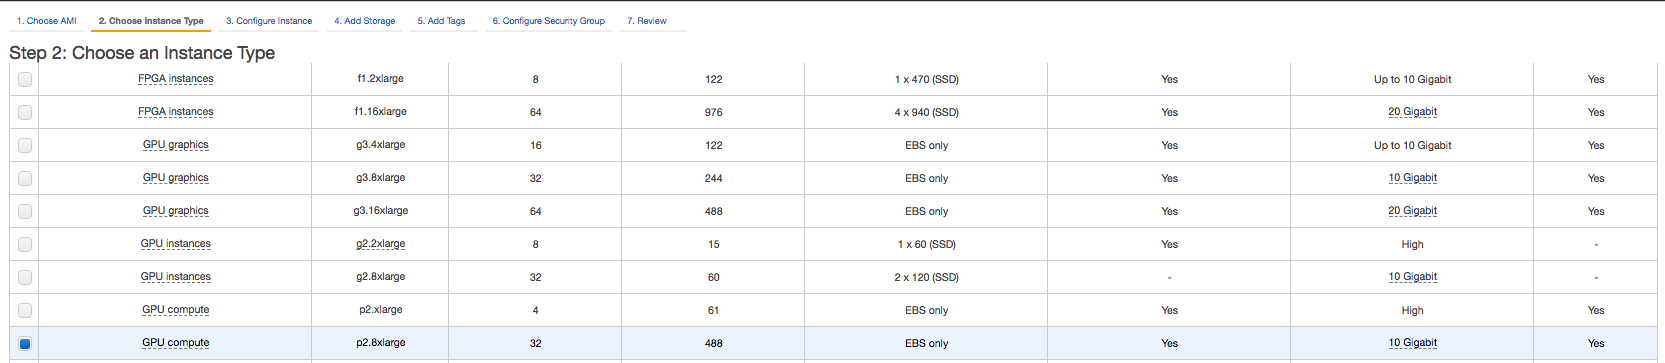 1. Choose AMI 2. Choose Instance Type 3. Configure Instance 4. Add Storage 5. Add Tags 6. Configure Security Group 7. Review
Step 2: Choose an Instance Type
FPGA instances f1.2xlarge 8 122 1 x 470 (SSD) Yes Up to 10 Gigabit Yes
FPGA instances f1.16xlarge 64 976 4 x 940 (SSD) Yes 20 Gigabit Yes
GPU graphics g3.4xlarge 16 122 EBS only Yes Up to 10 Gigabit Yes
GPU graphics g3.8xlarge 32 244 EBS only Yes 10 Gigabit Yes
GPU graphics g3.16xlarge 64 488 EBS only Yes 20 Gigabit Yes
GPU instances g2.2xlarge 8 15 1 x 60 (SSD) Yes High -
GPU instances g2.8xlarge 32 60 2 x 120 (SSD) - 10 Gigabit -
GPU compute p2.xlarge 4 61 EBS only Yes High Yes
GPU compute p2.8xlarge 32 488 EBS only Yes 10 Gigabit Yes